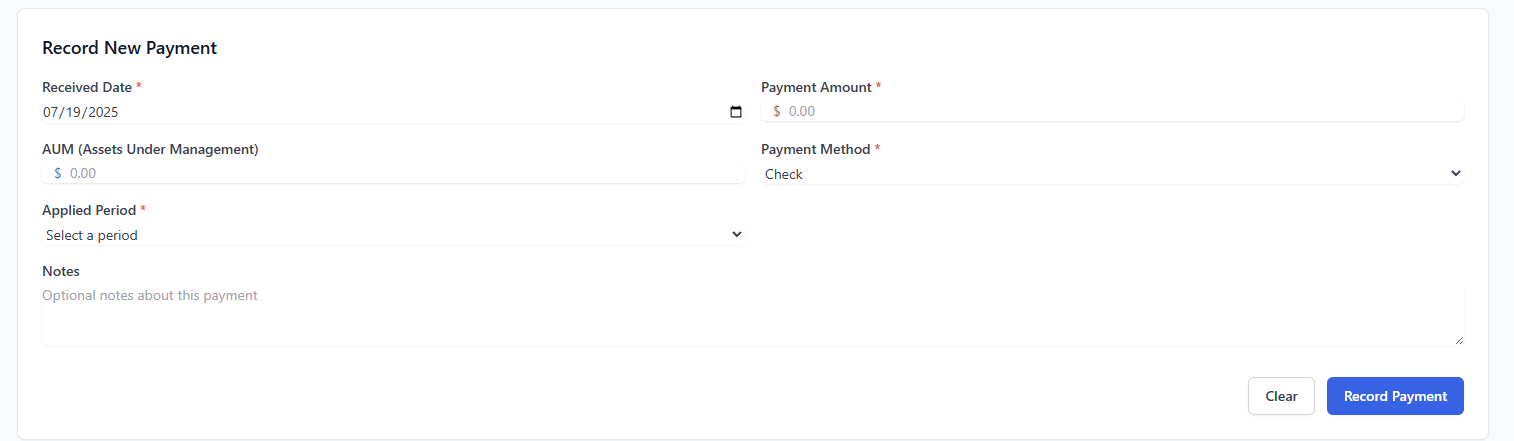 Record New Payment
Received Date *
07/19/2025
Payment Amount *
$ 0.00
AUM (Assets Under Management)
$ 0.00
Payment Method *
Check
Applied Period *
Select a period
Notes
Optional notes about this payment
Clear
Record Payment